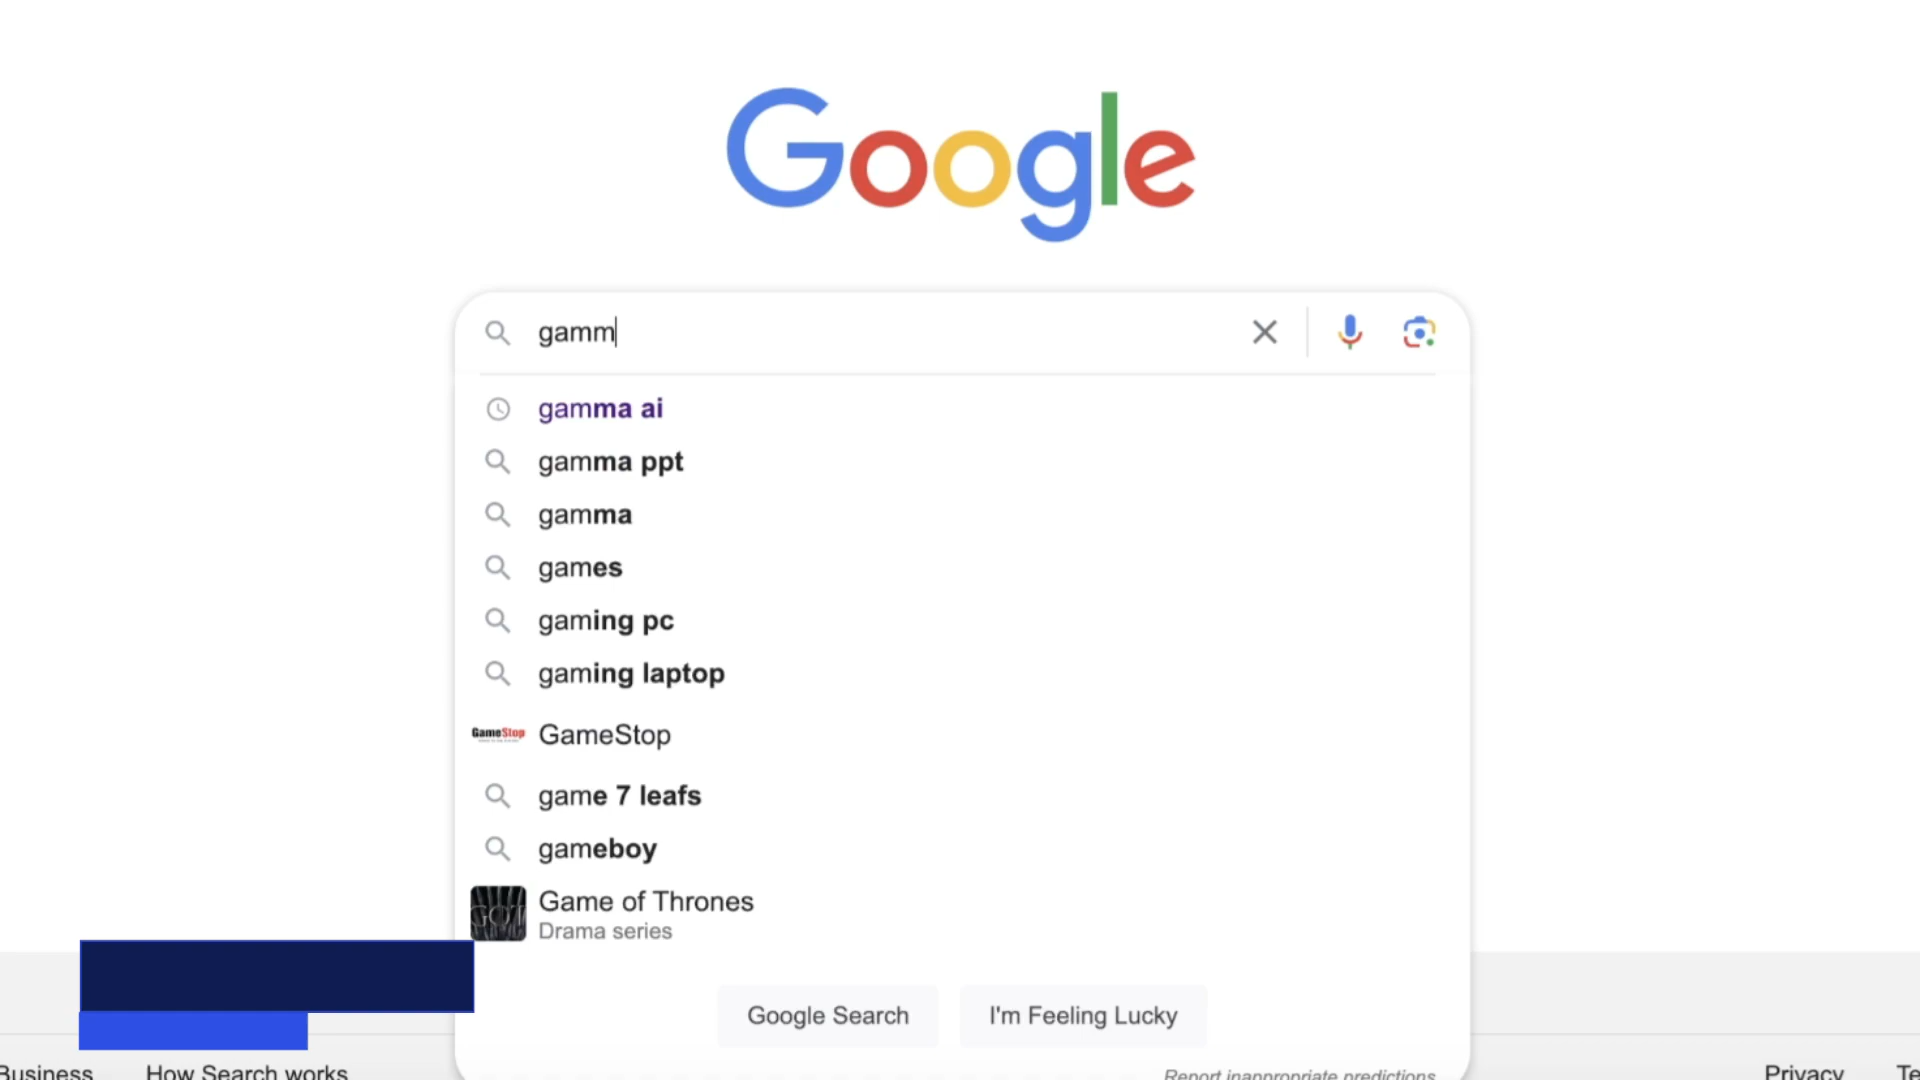 Google
gamm
gamma ai
gamma ppt
gamma
games
gaming pc
gaming laptop
GameStop GameStop
game 7 leafs
gameboy
GOT Game of Thrones
Drama series
Google Search I'm Feeling Lucky
Business How Search works Privacy
Report inappropriate predictions